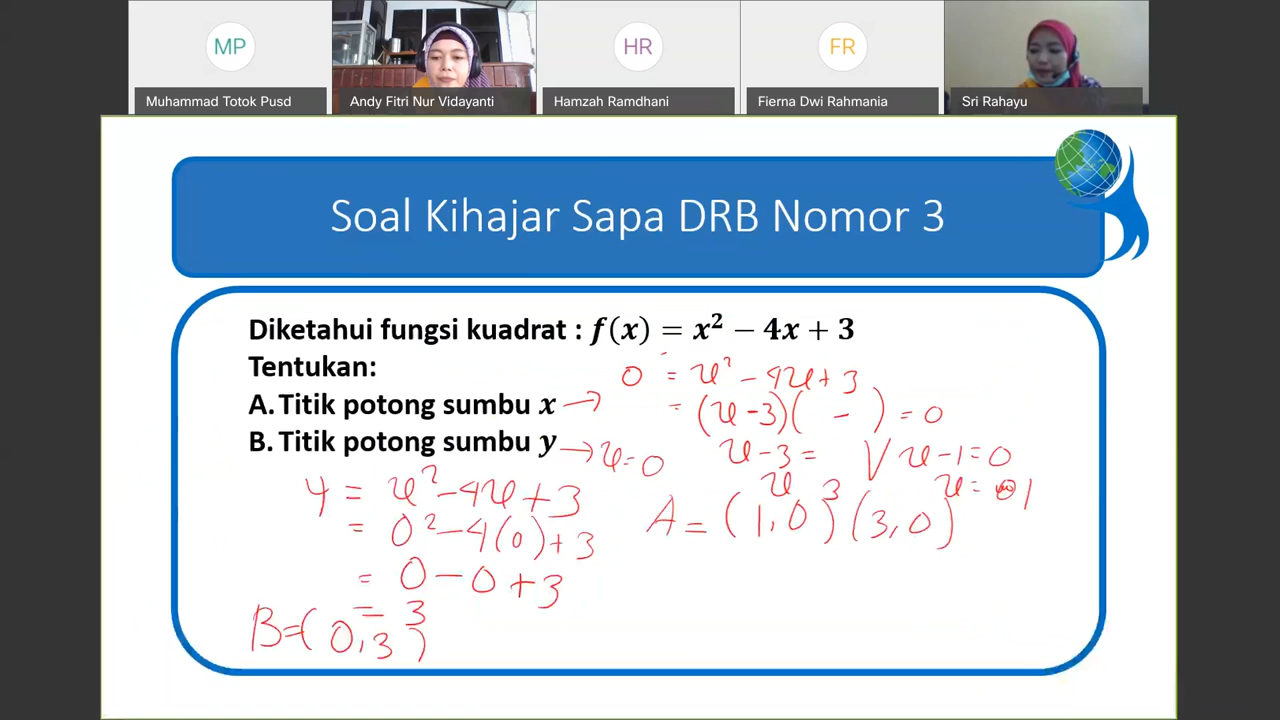 MP
HR
FR
Muhammad Totok Pusd
Andy Fitri Nur Vidayanti
Hamzah Ramdhani
Fierna Dwi Rahmania
Sri Rahayu
Soal Kihajar Sapa DRB Nomor 3
Diketahui fungsi kuadrat : f(x) = x² − 4x + 3
Tentukan:
A. Titik potong sumbu x →
B. Titik potong sumbu y → x=0
0 = x² − 4x + 3
= (x −3)( − ) = 0
x − 3 = V x − 1 = 0
x 3 x = 1
A = (1,0) (3,0)
y = x² − 4x + 3
= 0² − 4(0) + 3
= 0 − 0 + 3
= 3
B = (0,3)